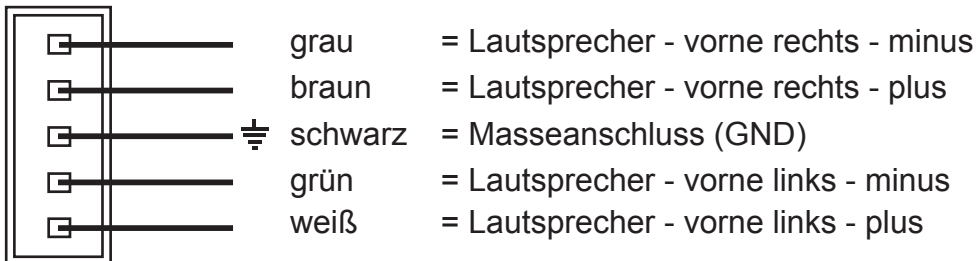 grau = Lautsprecher - vorne rechts - minus
braun = Lautsprecher - vorne rechts - plus
schwarz = Masseanschluss (GND)
grün = Lautsprecher - vorne links - minus
weiß = Lautsprecher - vorne links - plus